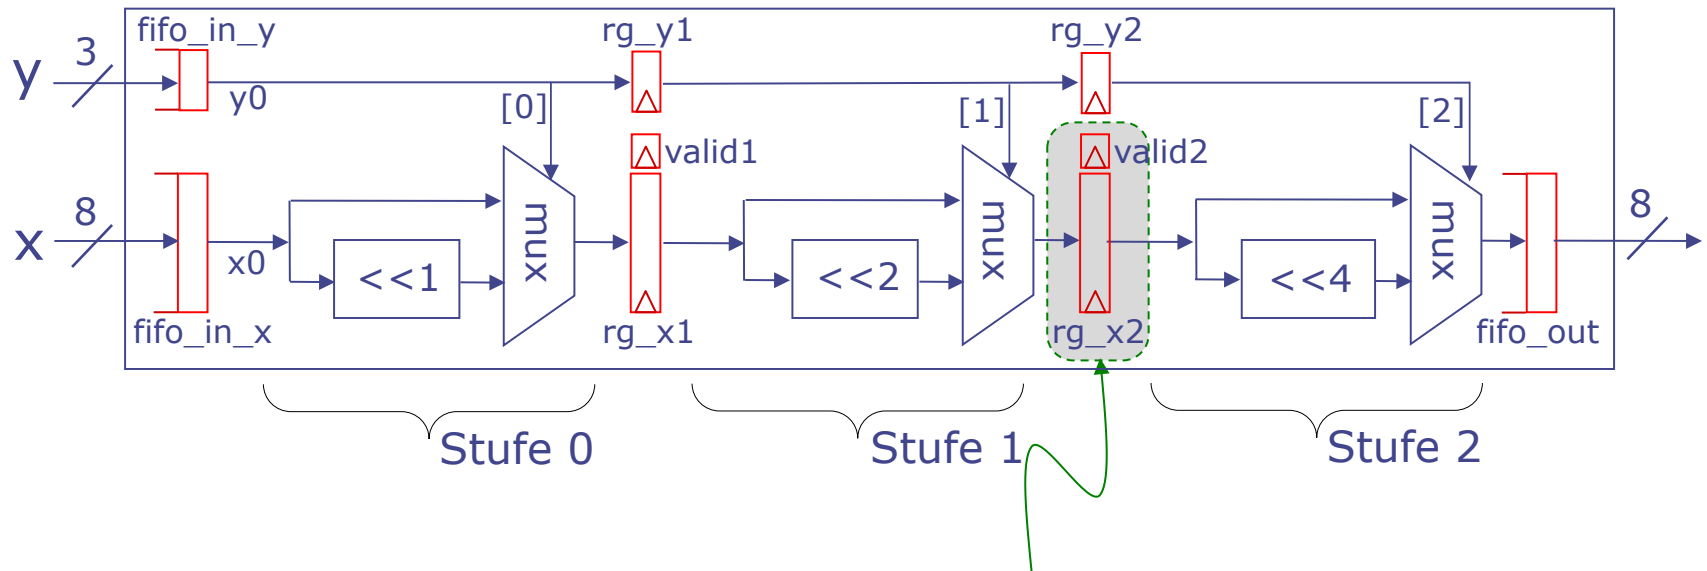 fifo_in_y
rg_y1
rg_y2
3
y
y0
[0]
[1]
[2]
valid1
valid2
8
x
x0
<<1
mux
<<2
mux
<<4
mux
8
fifo_in_x
rg_x1
rg_x2
fifo_out
Stufe 0
Stufe 1
Stufe 2